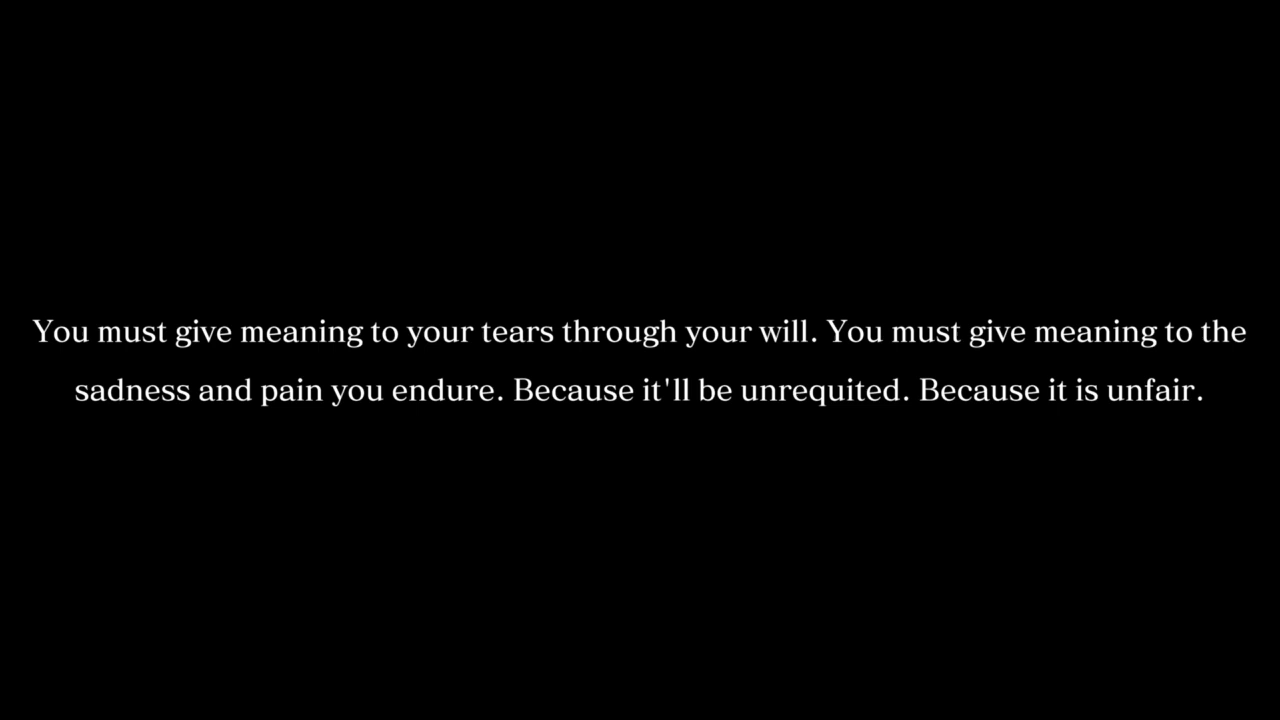 You must give meaning to your tears through your will. You must give meaning to the
sadness and pain you endure. Because it'll be unrequited. Because it is unfair.